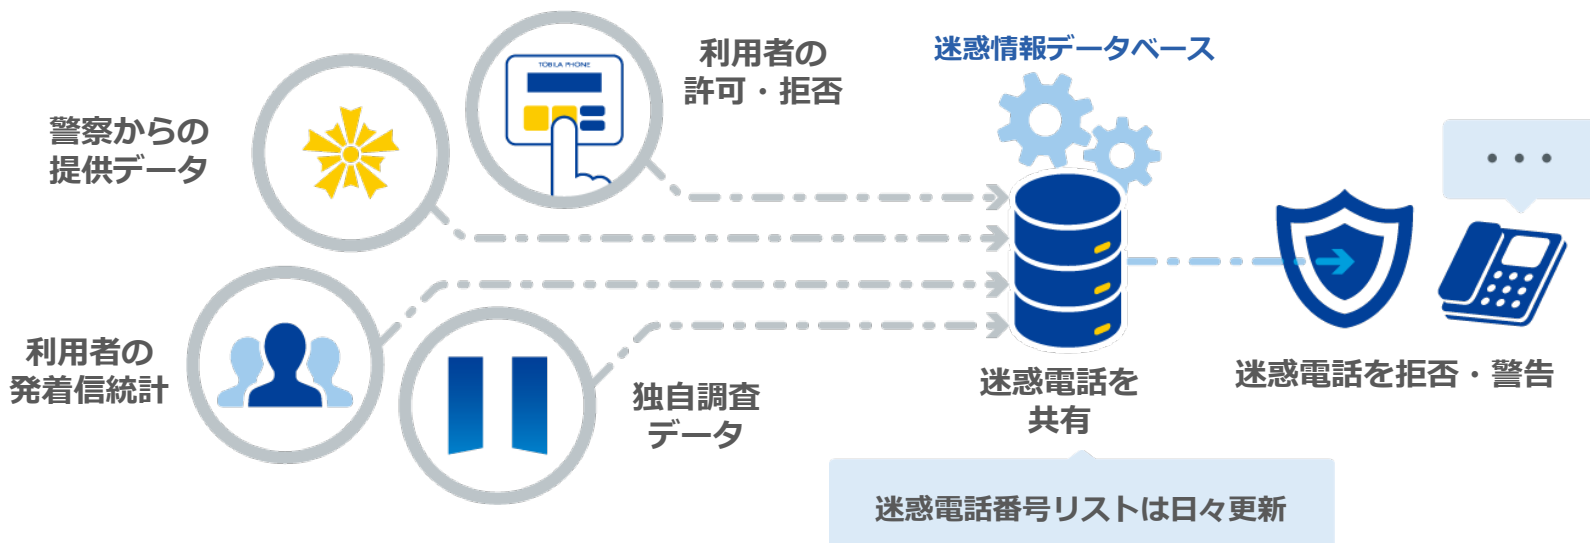 警察からの
提供データ
TOBILA PHONE
利用者の
許可・拒否
利用者の
発着信統計
独自調査
データ
迷惑情報データベース
迷惑電話を
共有
迷惑電話番号リストは日々更新
•••
迷惑電話を拒否・警告